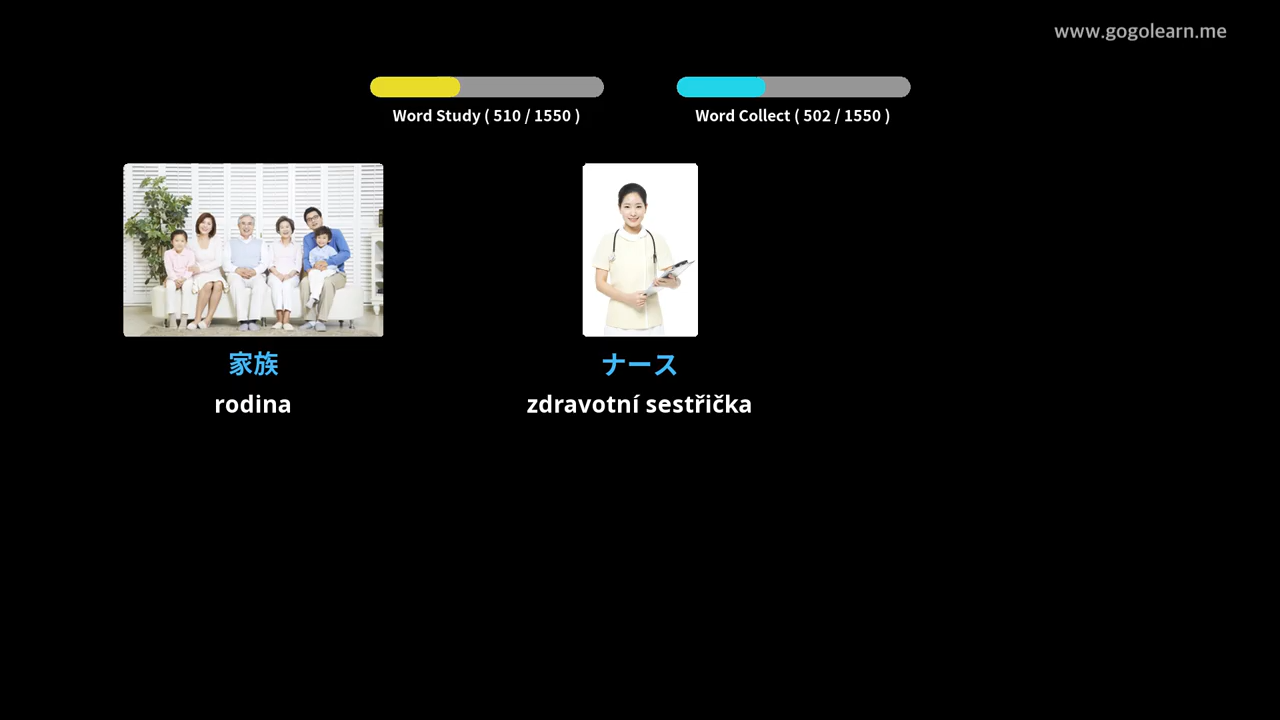 www.gogolearn.me
Word Study ( 510 / 1550 )
Word Collect ( 502 / 1550 )
家族
rodina
ナース
zdravotní sestřička